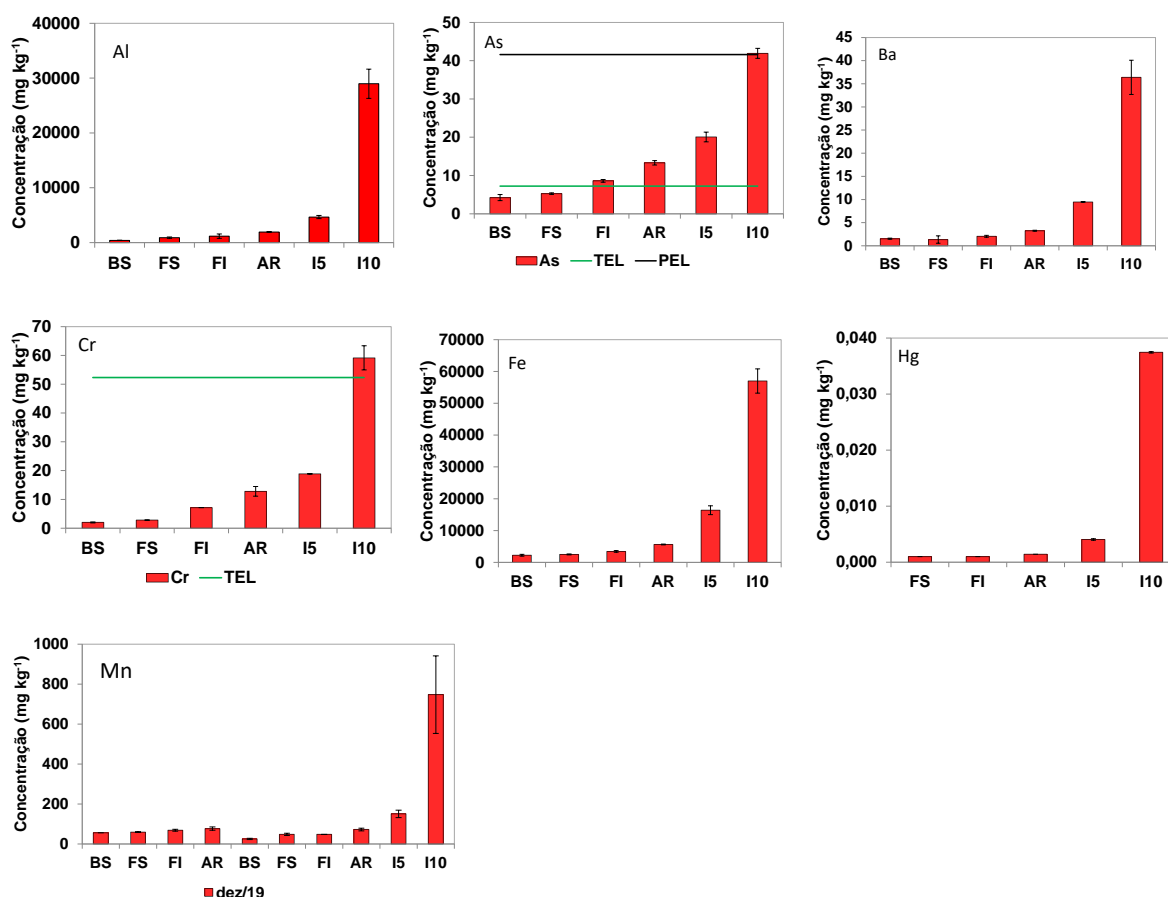 Al
Concentração (mg kg-1)
40000
30000
20000
10000
0
BS FS FI AR I5 I10
As
Concentração (mg kg-1)
50
40
30
20
10
0
BS FS FI AR I5 I10
As TEL PEL
Ba
Concentração (mg kg-1)
45
40
35
30
25
20
15
10
5
0
BS FS FI AR I5 I10
Cr
Concentração (mg kg-1)
70
60
50
40
30
20
10
0
BS FS FI AR I5 I10
Cr TEL
Fe
Concentração (mg kg-1)
70000
60000
50000
40000
30000
20000
10000
0
BS FS FI AR I5 I10
Hg
Concentração (mg kg-1)
0,040
0,030
0,020
0,010
0,000
FS FI AR I5 I10
Mn
Concentração (mg kg-1)
1000
800
600
400
200
0
BS FS FI AR BS FS FI AR I5 I10
dez/19